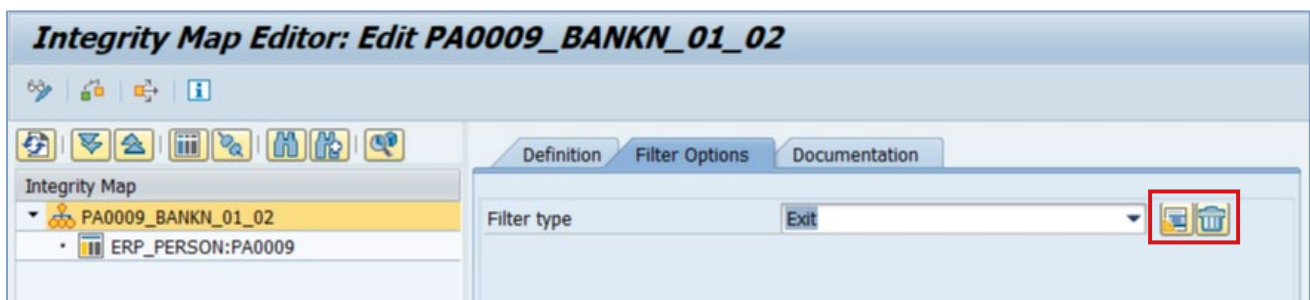 Integrity Map Editor: Edit PA0009_BANKN_01_02
Definition Filter Options Documentation
Integrity Map
PA0009_BANKN_01_02
ERP_PERSON:PA0009
Filter type Exit